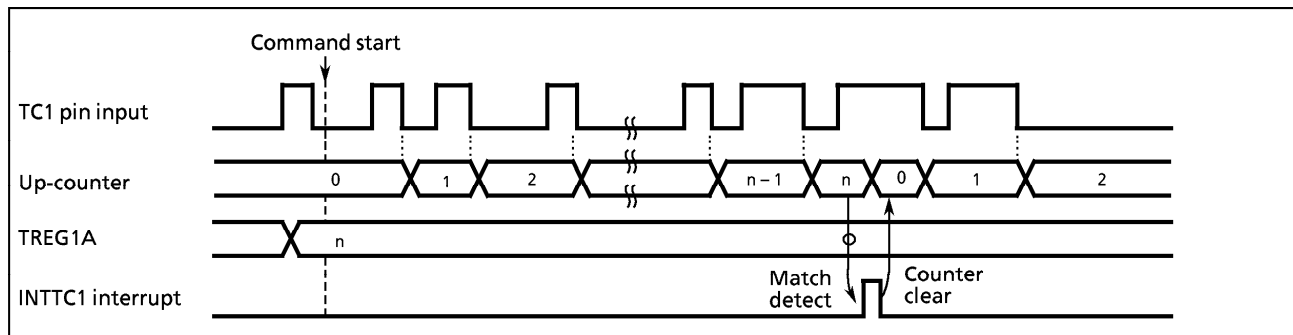 Command start
TC1 pin input
Up-counter
0
1
2
n – 1
n
0
1
2
TREG1A
n
Match
detect
Counter
clear
INTTC1 interrupt